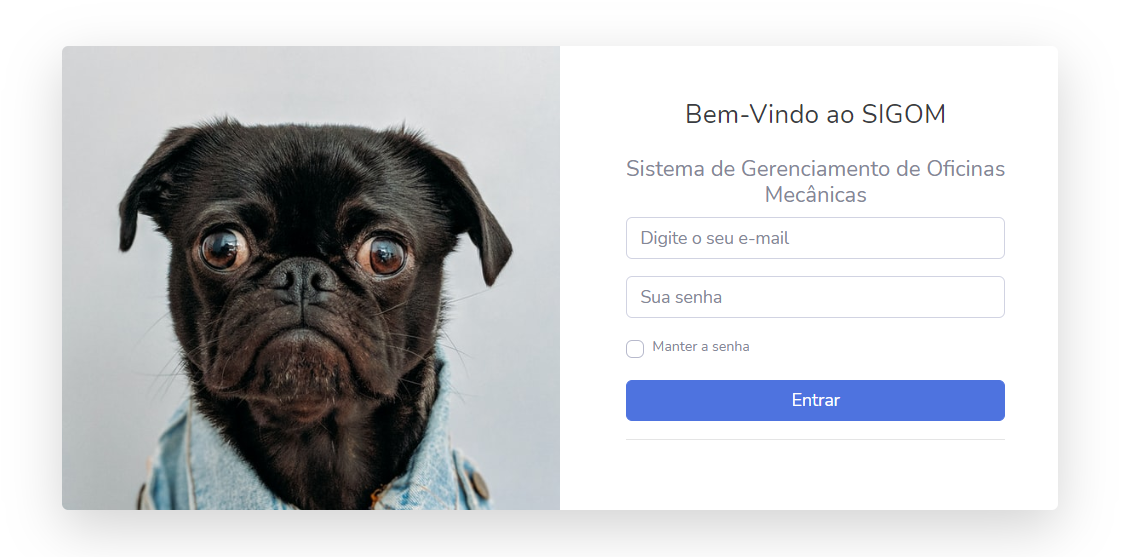 Bem-Vindo ao SIGOM
Sistema de Gerenciamento de Oficinas
Mecânicas
Digite o seu e-mail
Sua senha
Manter a senha
Entrar